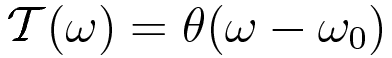 𝒯(ω) = θ(ω − ω₀)